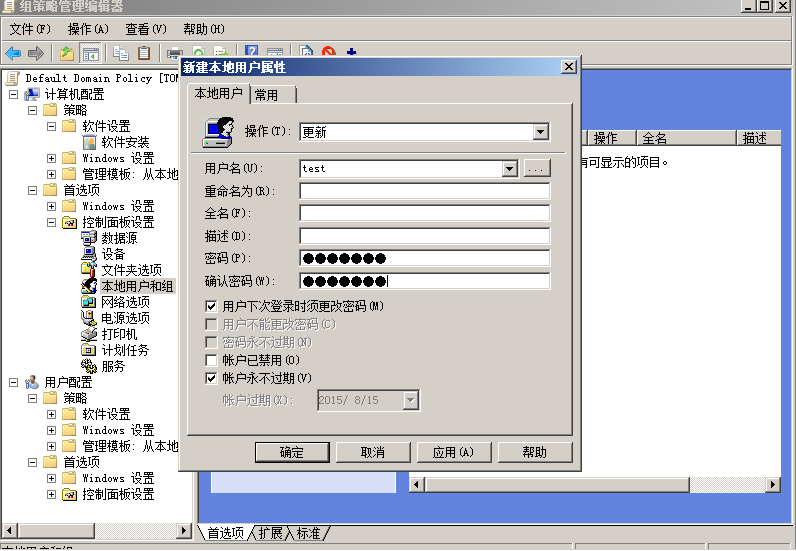 组策略管理编辑器
文件(F) 操作(A) 查看(V) 帮助(H)
Default Domain Policy [TOM
计算机配置
策略
软件设置
软件安装
Windows 设置
管理模板: 从本地
首选项
Windows 设置
控制面板设置
数据源
设备
文件夹选项
本地用户和组
网络选项
电源选项
打印机
计划任务
服务
用户配置
策略
软件设置
Windows 设置
管理模板: 从本地
首选项
Windows 设置
控制面板设置
新建本地用户属性
本地用户 常用
操作(T): 更新
用户名(U): test ...
重命名为(R):
全名(F):
描述(D):
密码(P): ●●●●●●●
确认密码(W): ●●●●●●●
用户下次登录时须更改密码(M)
用户不能更改密码(C)
密码永不过期(N)
帐户已禁用(O)
帐户永不过期(V)
帐户过期(X): 2015/ 8/15
确定 取消 应用(A) 帮助
操作 全名 描述
可显示的项目。
首选项 扩展 标准